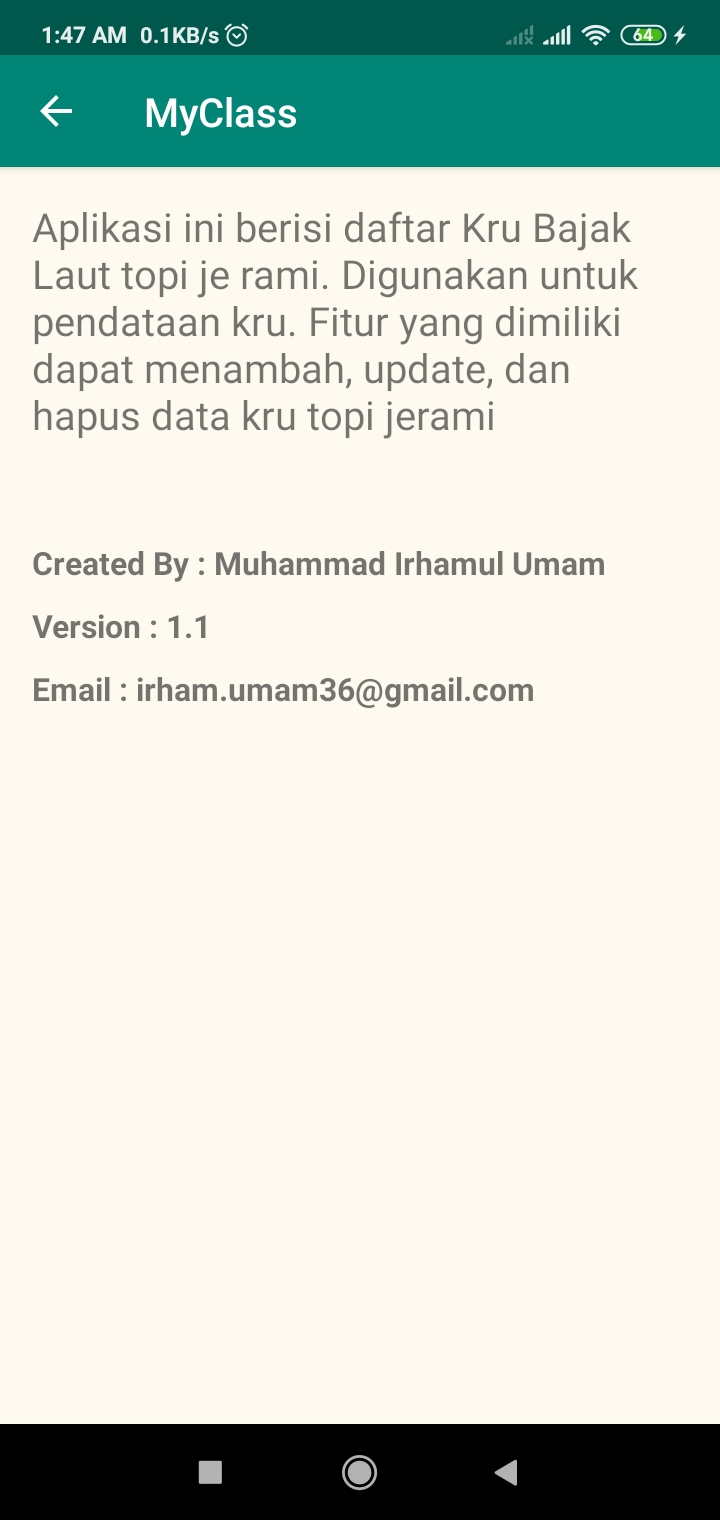 1:47 AM 0.1KB/s 64
MyClass
Aplikasi ini berisi daftar Kru Bajak
Laut topi je rami. Digunakan untuk
pendataan kru. Fitur yang dimiliki
dapat menambah, update, dan
hapus data kru topi jerami
Created By : Muhammad Irhamul Umam
Version : 1.1
Email : irham.umam36@gmail.com